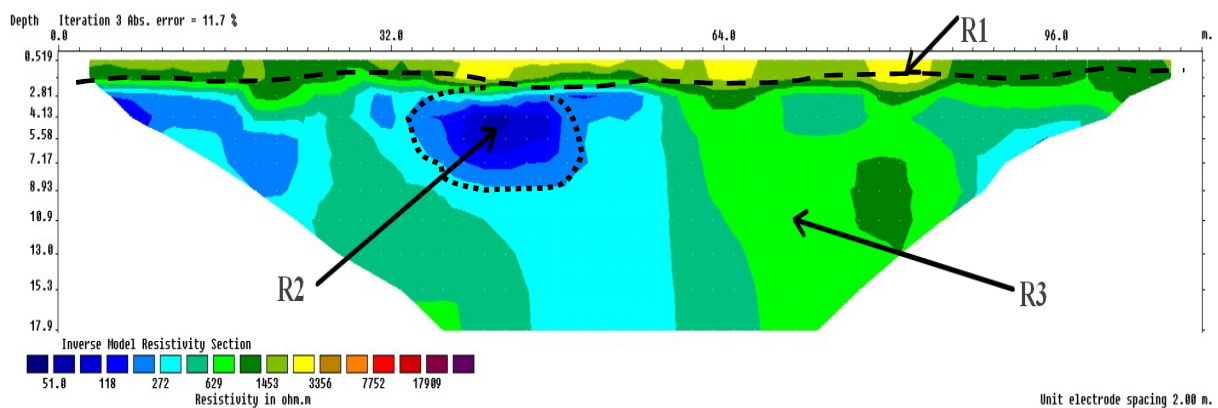 Depth Iteration 3 Abs. error = 11.7 %
0.0 32.0 64.0 96.0 m.
R1
0.519
2.81
4.13
5.58
7.17
8.93
10.9
13.0
15.3
17.9
R2
R3
Inverse Model Resistivity Section
51.0 118 272 629 1453 3356 7752 17909
Resistivity in ohm.m
Unit electrode spacing 2.00 m.